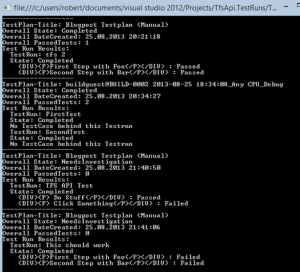 file:///c:/users/robert/documents/visual studio 2012/Projects/TfsApi.TestRuns/T...
--------------------
TestPlan-Title: Blogpost Testplan (Manual)
Overall State: Completed
Overall DateCreated: 25.08.2013 20:21:18
Overall PassedTests: 1
Test Run Results:
TestRun: tfs 2
State: Completed
<DIV><P>First Step with Foo</P></DIV> : Passed
<DIV><P>Second Step with Bar</P></DIV> : Passed
--------------------
TestPlan-Title: buildguest@BUILD-0002 2013-08-25 18:34:08_Any CPU_Debug
Overall State: Completed
Overall DateCreated: 25.08.2013 20:34:27
Overall PassedTests: 2
Test Run Results:
TestRun: FirstTest
State: Completed
No TestCase behind this Testrun
TestRun: SecondTest
State: Completed
No TestCase behind this Testrun
--------------------
TestPlan-Title: Blogpost Testplan (Manual)
Overall State: NeedsInvestigation
Overall DateCreated: 25.08.2013 21:40:50
Overall PassedTests: 0
Test Run Results:
TestRun: TFS API Test
State: Completed
<DIV><P> Do Stuff</P></DIV> : Passed
<DIV><P> Click Something</P></DIV> : Failed
--------------------
TestPlan-Title: Blogpost Testplan (Manual)
Overall State: NeedsInvestigation
Overall DateCreated: 25.08.2013 21:41:06
Overall PassedTests: 0
Test Run Results:
TestRun: This should work
State: Completed
<DIV><P>First Step with Foo</P></DIV> : Failed
<DIV><P>Second Step with Bar</P></DIV> : Failed